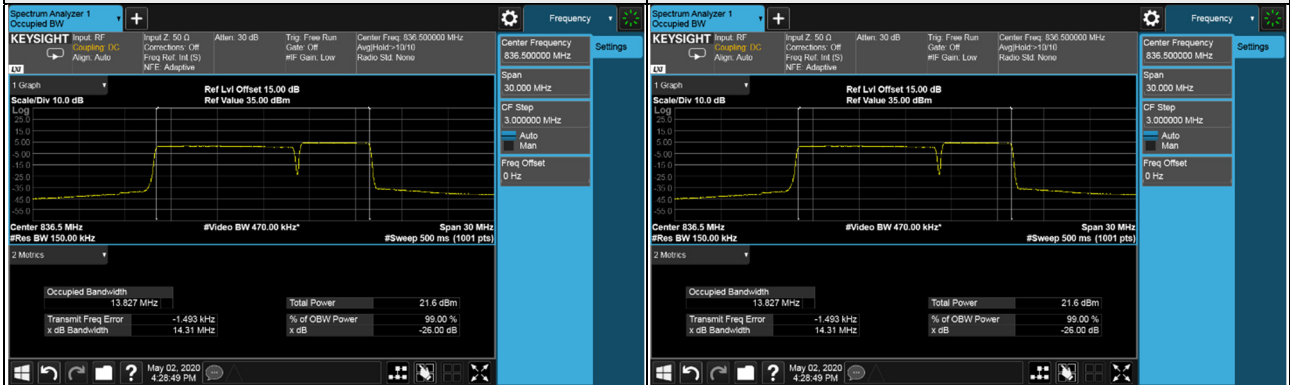 Spectrum Analyzer 1
Occupied BW
Frequency
KEYSIGHT
Input: RF
Coupling: DC
Align: Auto
Input Z: 50 Ω
Corrections: Off
Freq Ref: Int (S)
NFE: Adaptive
Atten: 30 dB
Trig: Free Run
Gate: Off
#IF Gain: Low
Center Freq: 836.500000 MHz
Avg|Hold:>10/10
Radio Std: None
LXI
Center Frequency
836.500000 MHz
Settings
Span
30.000 MHz
CF Step
3.000000 MHz
Auto
Man
Freq Offset
0 Hz
1 Graph
Scale/Div 10.0 dB
Ref Lvl Offset 15.00 dB
Ref Value 35.00 dBm
Log
25.0
15.0
5.00
-5.00
-15.0
-25.0
-35.0
-45.0
-55.0
Center 836.5 MHz
#Video BW 470.00 kHz*
Span 30 MHz
#Res BW 150.00 kHz
#Sweep 500 ms (1001 pts)
2 Metrics
Occupied Bandwidth
13.827 MHz
Total Power 21.6 dBm
Transmit Freq Error -1.493 kHz
% of OBW Power 99.00 %
x dB Bandwidth 14.31 MHz
x dB -26.00 dB
?
May 02, 2020
4:28:49 PM
Spectrum Analyzer 1
Occupied BW
Frequency
KEYSIGHT
Input: RF
Coupling: DC
Align: Auto
Input Z: 50 Ω
Corrections: Off
Freq Ref: Int (S)
NFE: Adaptive
Atten: 30 dB
Trig: Free Run
Gate: Off
#IF Gain: Low
Center Freq: 836.500000 MHz
Avg|Hold:>10/10
Radio Std: None
LXI
Center Frequency
836.500000 MHz
Settings
Span
30.000 MHz
CF Step
3.000000 MHz
Auto
Man
Freq Offset
0 Hz
1 Graph
Scale/Div 10.0 dB
Ref Lvl Offset 15.00 dB
Ref Value 35.00 dBm
Log
25.0
15.0
5.00
-5.00
-15.0
-25.0
-35.0
-45.0
-55.0
Center 836.5 MHz
#Video BW 470.00 kHz*
Span 30 MHz
#Res BW 150.00 kHz
#Sweep 500 ms (1001 pts)
2 Metrics
Occupied Bandwidth
13.827 MHz
Total Power 21.6 dBm
Transmit Freq Error -1.493 kHz
% of OBW Power 99.00 %
x dB Bandwidth 14.31 MHz
x dB -26.00 dB
?
May 02, 2020
4:28:49 PM